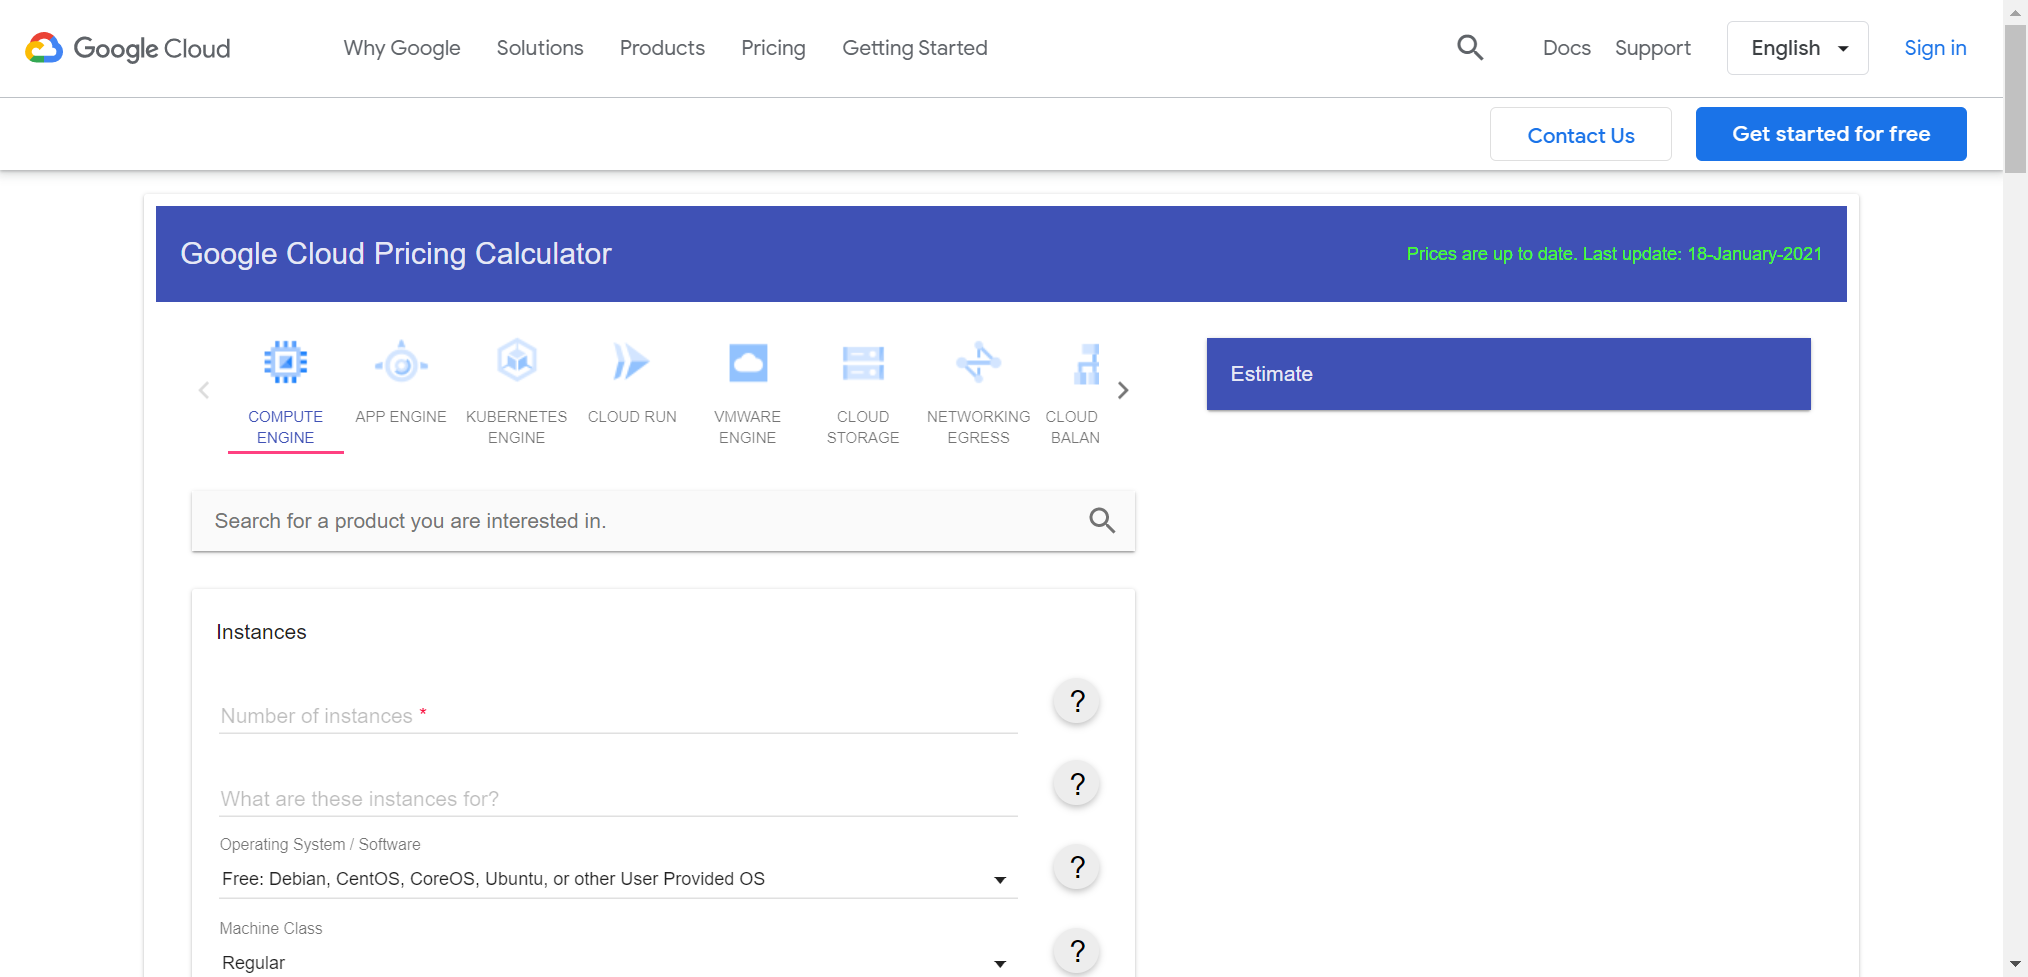 Google Cloud
Why Google
Solutions
Products
Pricing
Getting Started
Docs
Support
English
Sign in
Contact Us
Get started for free
Google Cloud Pricing Calculator
Prices are up to date. Last update: 18-January-2021
COMPUTE
ENGINE
APP ENGINE
KUBERNETES
ENGINE
CLOUD RUN
VMWARE
ENGINE
CLOUD
STORAGE
NETWORKING
EGRESS
CLOUD
BALAN
Estimate
Search for a product you are interested in.
Instances
Number of instances *
?
What are these instances for?
?
Operating System / Software
Free: Debian, CentOS, CoreOS, Ubuntu, or other User Provided OS
?
Machine Class
Regular
?